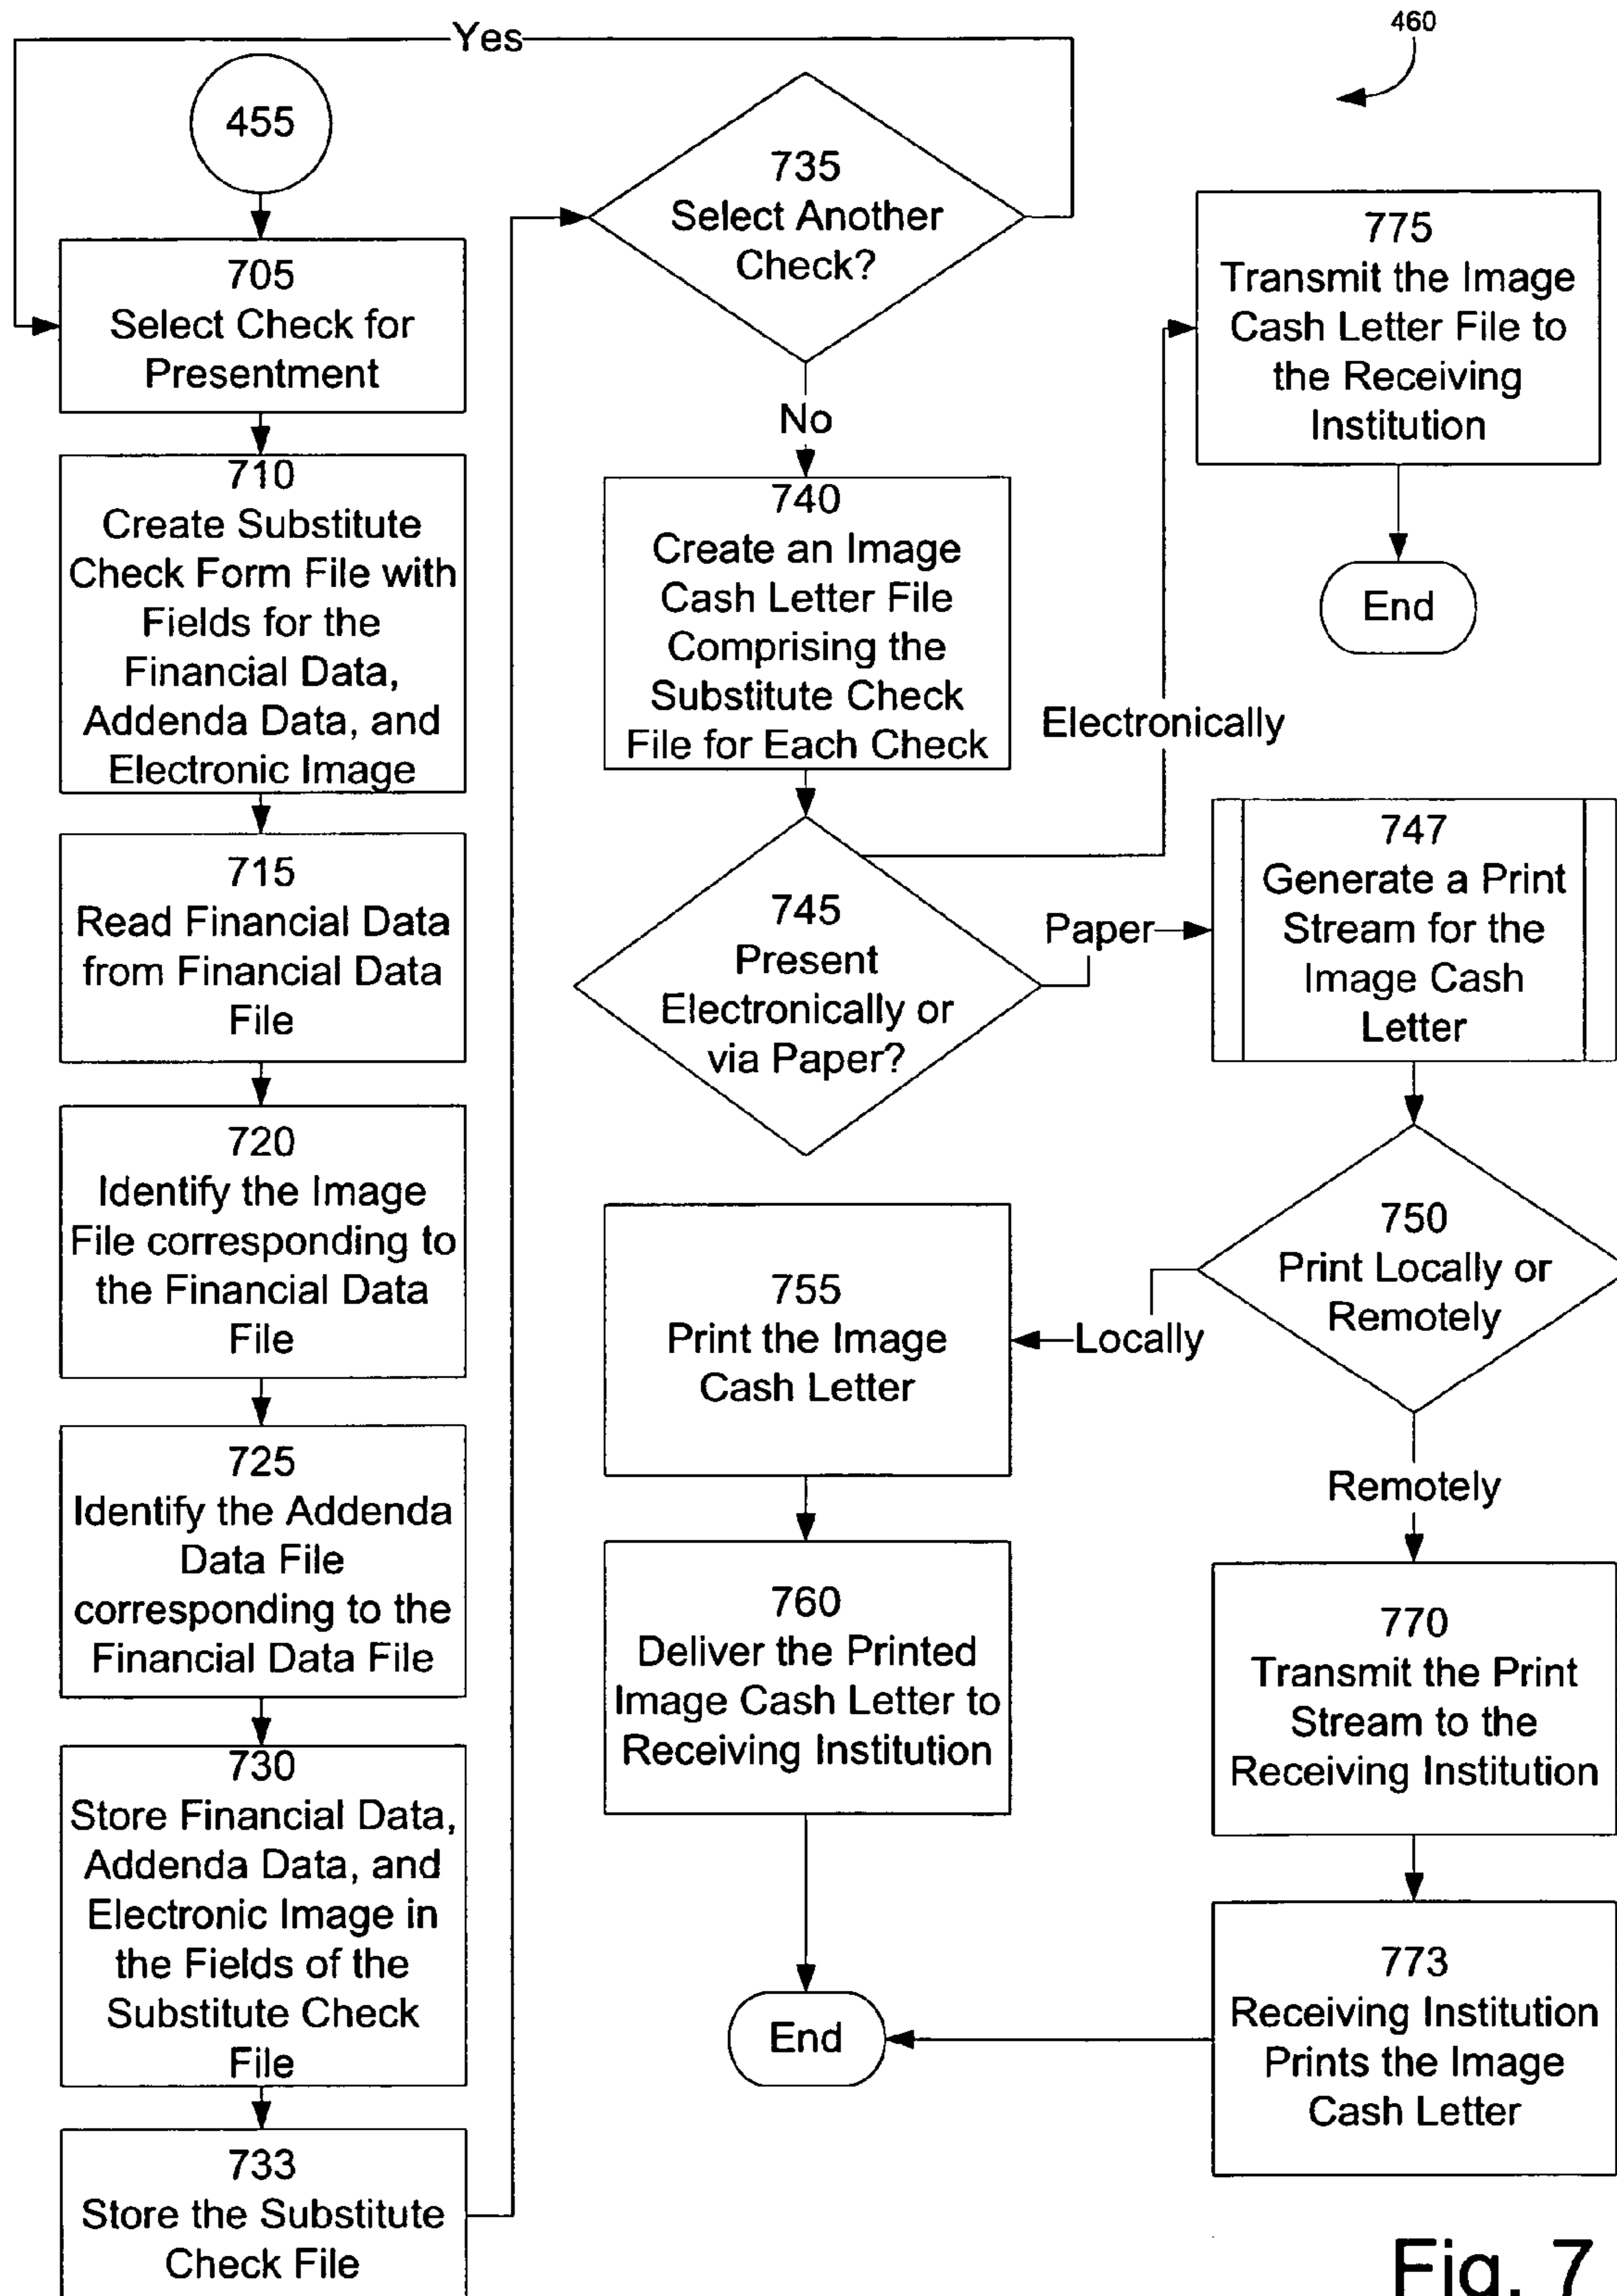 Yes
460
455
705
Select Check for
Presentment
710
Create Substitute
Check Form File with
Fields for the
Financial Data,
Addenda Data, and
Electronic Image
715
Read Financial Data
from Financial Data
File
720
Identify the Image
File corresponding to
the Financial Data
File
725
Identify the Addenda
Data File
corresponding to the
Financial Data File
730
Store Financial Data,
Addenda Data, and
Electronic Image in
the Fields of the
Substitute Check
File
733
Store the Substitute
Check File
735
Select Another
Check?
No
740
Create an Image
Cash Letter File
Comprising the
Substitute Check
File for Each Check
745
Present
Electronically or
via Paper?
Electronically
775
Transmit the Image
Cash Letter File to
the Receiving
Institution
End
Paper
747
Generate a Print
Stream for the
Image Cash
Letter
750
Print Locally or
Remotely
Locally
755
Print the Image
Cash Letter
760
Deliver the Printed
Image Cash Letter to
Receiving Institution
Remotely
770
Transmit the Print
Stream to the
Receiving Institution
773
Receiving Institution
Prints the Image
Cash Letter
End
Fig. 7